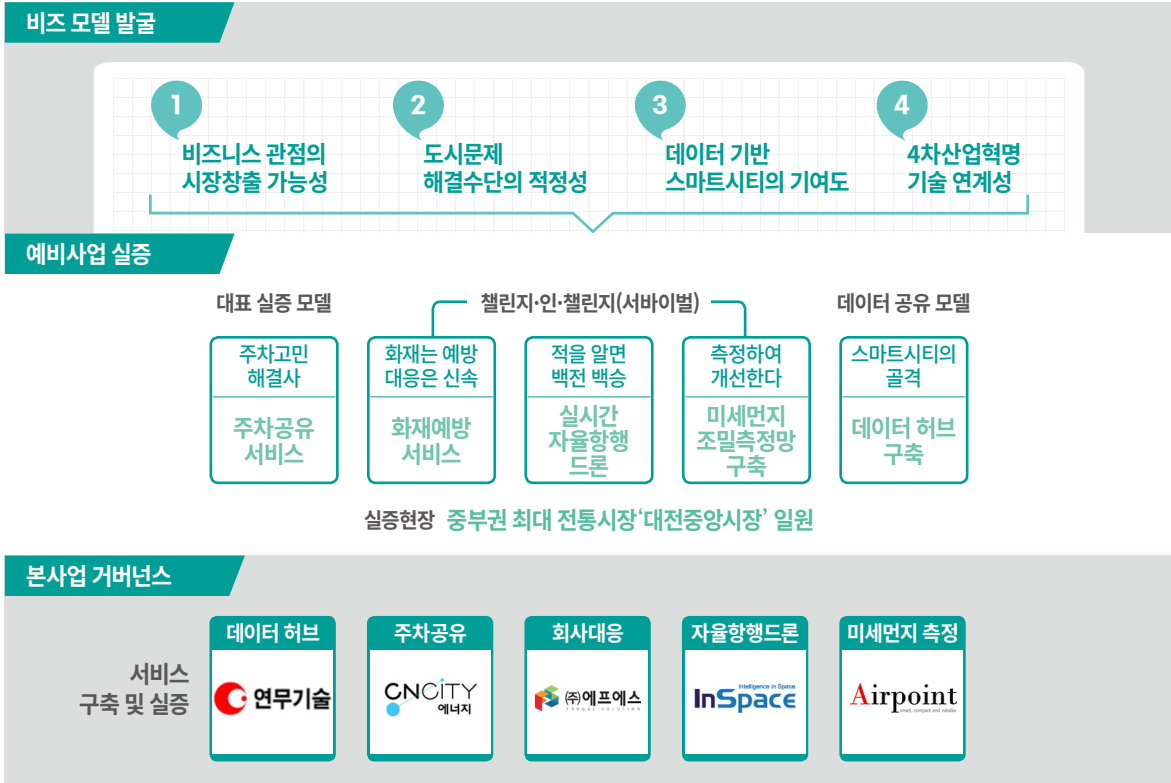 비즈 모델 발굴
1
2
3
4
비즈니스 관점의
시장창출 가능성
도시문제
해결수단의 적정성
데이터 기반
스마트시티의 기여도
4차산업혁명
기술 연계성
예비사업 실증
대표 실증 모델
챌린지·인·챌린지(서바이벌)
데이터 공유 모델
주차고민
해결사
주차공유
서비스
화재는 예방
대응은 신속
화재예방
서비스
적을 알면
백전 백승
실시간
자율항행
드론
측정하여
개선한다
미세먼지
조밀측정망
구축
스마트시티의
골격
데이터 허브
구축
실증현장 중부권 최대 전통시장‘대전중앙시장’ 일원
본사업 거버넌스
서비스
구축 및 실증
데이터 허브
연무기술
주차공유
CNCITY
에너지
회사대응
㈜에프에스
FUNGAL SOLUTION
자율항행드론
Intelligence in Space
InSpace
미세먼지 측정
Airpoint
smart, compact and reliable